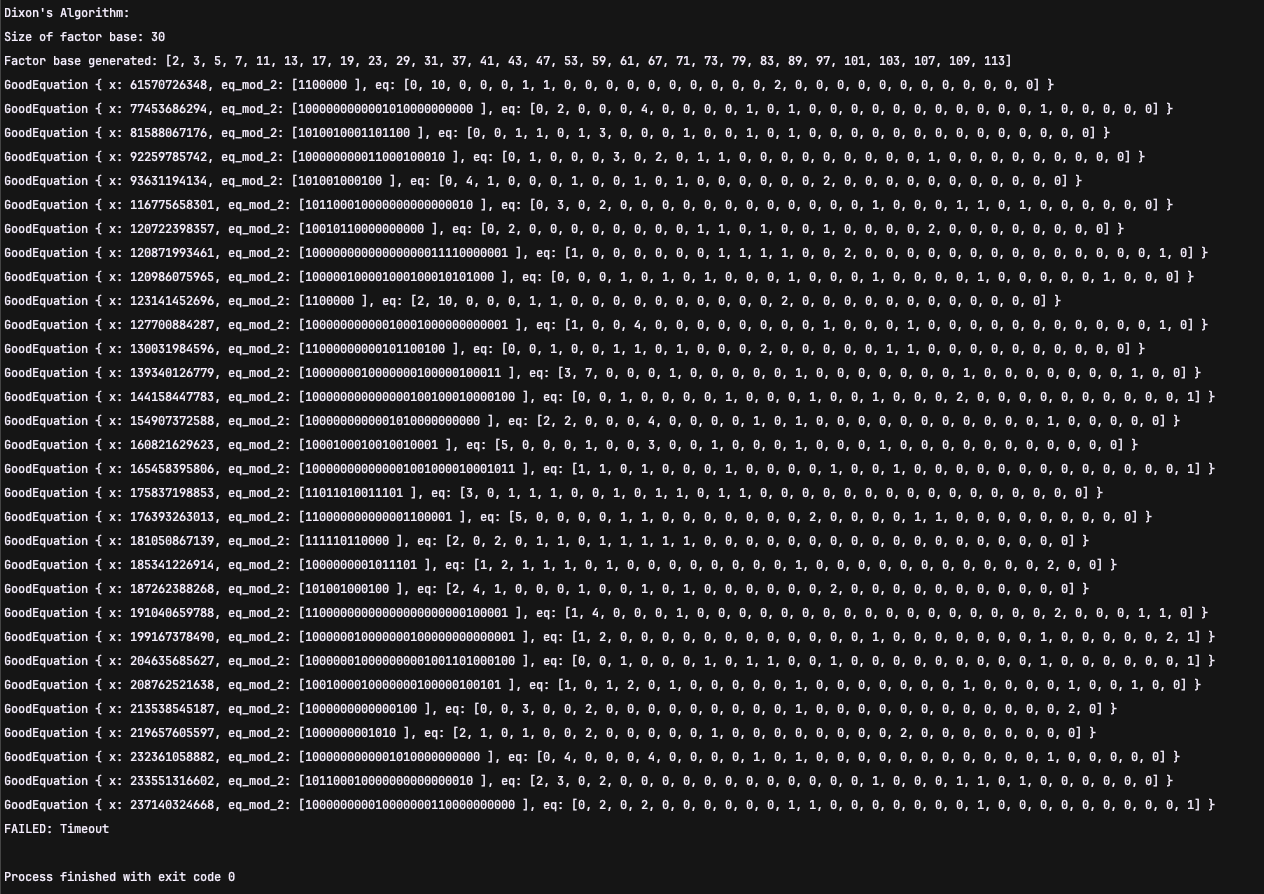 Dixon's Algorithm:
Size of factor base: 30
Factor base generated: [2, 3, 5, 7, 11, 13, 17, 19, 23, 29, 31, 37, 41, 43, 47, 53, 59, 61, 67, 71, 73, 79, 83, 89, 97, 101, 103, 107, 109, 113]
GoodEquation { x: 61570726348, eq_mod_2: [1100000 ], eq: [0, 10, 0, 0, 0, 1, 1, 0, 0, 0, 0, 0, 0, 0, 0, 0, 0, 2, 0, 0, 0, 0, 0, 0, 0, 0, 0, 0, 0, 0] }
GoodEquation { x: 77453686294, eq_mod_2: [1000000000001010000000000 ], eq: [0, 2, 0, 0, 0, 4, 0, 0, 0, 0, 1, 0, 1, 0, 0, 0, 0, 0, 0, 0, 0, 0, 0, 0, 1, 0, 0, 0, 0, 0] }
GoodEquation { x: 81588067176, eq_mod_2: [1010010001101100 ], eq: [0, 0, 1, 1, 0, 1, 3, 0, 0, 0, 1, 0, 0, 1, 0, 1, 0, 0, 0, 0, 0, 0, 0, 0, 0, 0, 0, 0, 0, 0] }
GoodEquation { x: 92259785742, eq_mod_2: [100000000011000100010 ], eq: [0, 1, 0, 0, 0, 3, 0, 2, 0, 1, 1, 0, 0, 0, 0, 0, 0, 0, 0, 0, 1, 0, 0, 0, 0, 0, 0, 0, 0, 0] }
GoodEquation { x: 93631194134, eq_mod_2: [101001000100 ], eq: [0, 4, 1, 0, 0, 0, 1, 0, 0, 1, 0, 1, 0, 0, 0, 0, 0, 0, 2, 0, 0, 0, 0, 0, 0, 0, 0, 0, 0, 0] }
GoodEquation { x: 116775658301, eq_mod_2: [10110001000000000000010 ], eq: [0, 3, 0, 2, 0, 0, 0, 0, 0, 0, 0, 0, 0, 0, 0, 1, 0, 0, 0, 1, 1, 0, 1, 0, 0, 0, 0, 0, 0, 0] }
GoodEquation { x: 120722398357, eq_mod_2: [10010110000000000 ], eq: [0, 2, 0, 0, 0, 0, 0, 0, 0, 0, 1, 1, 0, 1, 0, 0, 1, 0, 0, 0, 0, 2, 0, 0, 0, 0, 0, 0, 0, 0] }
GoodEquation { x: 120871993461, eq_mod_2: [10000000000000000011110000001 ], eq: [1, 0, 0, 0, 0, 0, 0, 1, 1, 1, 1, 0, 0, 2, 0, 0, 0, 0, 0, 0, 0, 0, 0, 0, 0, 0, 0, 0, 1, 0] }
GoodEquation { x: 120986075965, eq_mod_2: [100000100001000100010101000 ], eq: [0, 0, 0, 1, 0, 1, 0, 1, 0, 0, 0, 1, 0, 0, 0, 1, 0, 0, 0, 0, 1, 0, 0, 0, 0, 0, 1, 0, 0, 0] }
GoodEquation { x: 123141452696, eq_mod_2: [1100000 ], eq: [2, 10, 0, 0, 0, 1, 1, 0, 0, 0, 0, 0, 0, 0, 0, 0, 0, 2, 0, 0, 0, 0, 0, 0, 0, 0, 0, 0, 0, 0] }
GoodEquation { x: 127700884287, eq_mod_2: [10000000000010001000000000001 ], eq: [1, 0, 0, 4, 0, 0, 0, 0, 0, 0, 0, 0, 1, 0, 0, 0, 1, 0, 0, 0, 0, 0, 0, 0, 0, 0, 0, 0, 1, 0] }
GoodEquation { x: 130031984596, eq_mod_2: [11000000000101100100 ], eq: [0, 0, 1, 0, 0, 1, 1, 0, 1, 0, 0, 0, 2, 0, 0, 0, 0, 0, 1, 1, 0, 0, 0, 0, 0, 0, 0, 0, 0, 0] }
GoodEquation { x: 139340126779, eq_mod_2: [1000000010000000100000100011 ], eq: [3, 7, 0, 0, 0, 1, 0, 0, 0, 0, 0, 1, 0, 0, 0, 0, 0, 0, 0, 1, 0, 0, 0, 0, 0, 0, 0, 1, 0, 0] }
GoodEquation { x: 144158447783, eq_mod_2: [100000000000000100100010000100 ], eq: [0, 0, 1, 0, 0, 0, 0, 1, 0, 0, 0, 1, 0, 0, 1, 0, 0, 0, 2, 0, 0, 0, 0, 0, 0, 0, 0, 0, 0, 1] }
GoodEquation { x: 154907372588, eq_mod_2: [1000000000001010000000000 ], eq: [2, 2, 0, 0, 0, 4, 0, 0, 0, 0, 1, 0, 1, 0, 0, 0, 0, 0, 0, 0, 0, 0, 0, 0, 1, 0, 0, 0, 0, 0] }
GoodEquation { x: 160821629623, eq_mod_2: [1000100010010010001 ], eq: [5, 0, 0, 0, 1, 0, 0, 3, 0, 0, 1, 0, 0, 0, 1, 0, 0, 0, 1, 0, 0, 0, 0, 0, 0, 0, 0, 0, 0, 0] }
GoodEquation { x: 165458395806, eq_mod_2: [100000000000001001000010001011 ], eq: [1, 1, 0, 1, 0, 0, 0, 1, 0, 0, 0, 0, 1, 0, 0, 1, 0, 0, 0, 0, 0, 0, 0, 0, 0, 0, 0, 0, 0, 1] }
GoodEquation { x: 175837198853, eq_mod_2: [11011010011101 ], eq: [3, 0, 1, 1, 1, 0, 0, 1, 0, 1, 1, 0, 1, 1, 0, 0, 0, 0, 0, 0, 0, 0, 0, 0, 0, 0, 0, 0, 0, 0] }
GoodEquation { x: 176393263013, eq_mod_2: [110000000000001100001 ], eq: [5, 0, 0, 0, 0, 1, 1, 0, 0, 0, 0, 0, 0, 0, 2, 0, 0, 0, 0, 1, 1, 0, 0, 0, 0, 0, 0, 0, 0, 0] }
GoodEquation { x: 181050867139, eq_mod_2: [111110110000 ], eq: [2, 0, 2, 0, 1, 1, 0, 1, 1, 1, 1, 1, 0, 0, 0, 0, 0, 0, 0, 0, 0, 0, 0, 0, 0, 0, 0, 0, 0, 0] }
GoodEquation { x: 185341226914, eq_mod_2: [1000000001011101 ], eq: [1, 2, 1, 1, 1, 0, 1, 0, 0, 0, 0, 0, 0, 0, 0, 1, 0, 0, 0, 0, 0, 0, 0, 0, 0, 0, 0, 2, 0, 0] }
GoodEquation { x: 187262388268, eq_mod_2: [101001000100 ], eq: [2, 4, 1, 0, 0, 0, 1, 0, 0, 1, 0, 1, 0, 0, 0, 0, 0, 0, 2, 0, 0, 0, 0, 0, 0, 0, 0, 0, 0, 0] }
GoodEquation { x: 191040659788, eq_mod_2: [11000000000000000000000100001 ], eq: [1, 4, 0, 0, 0, 1, 0, 0, 0, 0, 0, 0, 0, 0, 0, 0, 0, 0, 0, 0, 0, 0, 0, 2, 0, 0, 0, 1, 1, 0] }
GoodEquation { x: 199167378490, eq_mod_2: [100000010000000100000000000001 ], eq: [1, 2, 0, 0, 0, 0, 0, 0, 0, 0, 0, 0, 0, 0, 1, 0, 0, 0, 0, 0, 0, 0, 1, 0, 0, 0, 0, 0, 2, 1] }
GoodEquation { x: 204635685627, eq_mod_2: [100000010000000001001101000100 ], eq: [0, 0, 1, 0, 0, 0, 1, 0, 1, 1, 0, 0, 1, 0, 0, 0, 0, 0, 0, 0, 0, 0, 1, 0, 0, 0, 0, 0, 0, 1] }
GoodEquation { x: 208762521638, eq_mod_2: [1001000010000000100000100101 ], eq: [1, 0, 1, 2, 0, 1, 0, 0, 0, 0, 0, 1, 0, 0, 0, 0, 0, 0, 0, 1, 0, 0, 0, 0, 1, 0, 0, 1, 0, 0] }
GoodEquation { x: 213538545187, eq_mod_2: [1000000000000100 ], eq: [0, 0, 3, 0, 0, 2, 0, 0, 0, 0, 0, 0, 0, 0, 0, 1, 0, 0, 0, 0, 0, 0, 0, 0, 0, 0, 0, 0, 2, 0] }
GoodEquation { x: 219657605597, eq_mod_2: [1000000001010 ], eq: [2, 1, 0, 1, 0, 0, 2, 0, 0, 0, 0, 0, 1, 0, 0, 0, 0, 0, 0, 0, 0, 2, 0, 0, 0, 0, 0, 0, 0, 0] }
GoodEquation { x: 232361058882, eq_mod_2: [1000000000001010000000000 ], eq: [0, 4, 0, 0, 0, 4, 0, 0, 0, 0, 1, 0, 1, 0, 0, 0, 0, 0, 0, 0, 0, 0, 0, 0, 1, 0, 0, 0, 0, 0] }
GoodEquation { x: 233551316602, eq_mod_2: [10110001000000000000010 ], eq: [2, 3, 0, 2, 0, 0, 0, 0, 0, 0, 0, 0, 0, 0, 0, 1, 0, 0, 0, 1, 1, 0, 1, 0, 0, 0, 0, 0, 0, 0] }
GoodEquation { x: 237140324668, eq_mod_2: [100000000010000000110000000000 ], eq: [0, 2, 0, 2, 0, 0, 0, 0, 0, 0, 1, 1, 0, 0, 0, 0, 0, 0, 0, 1, 0, 0, 0, 0, 0, 0, 0, 0, 0, 1] }
FAILED: Timeout
Process finished with exit code 0